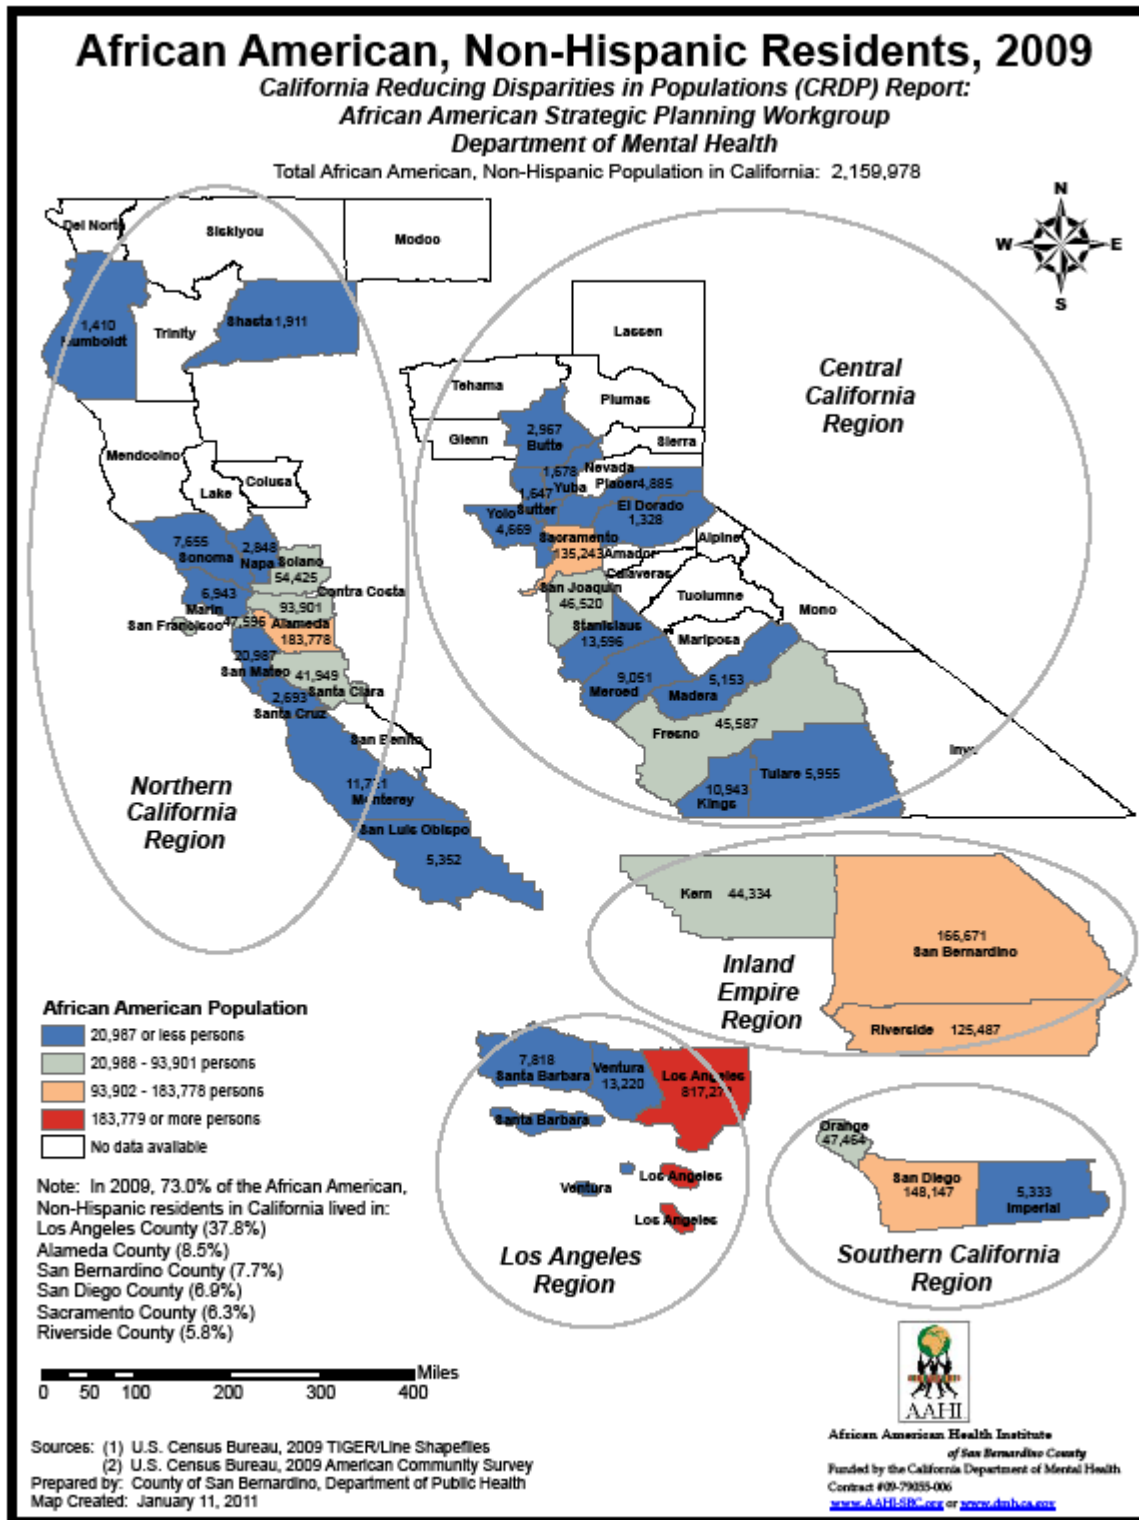 African American, Non-Hispanic Residents, 2009
California Reducing Disparities in Populations (CRDP) Report:
African American Strategic Planning Workgroup
Department of Mental Health
Total African American, Non-Hispanic Population in California: 2,159,978
N
W E
S
Del Norte
Siskiyou
Modoc
1,410
Humboldt
Trinity
Shasta 1,911
Mendocino
Lake
Colusa
7,655
Sonoma
2,848
Napa
Solano
54,425
6,943
Marin
Contra Costa
93,901
San Francisco
47,596
Alameda
183,778
20,987
San Mateo
41,949
Santa Clara
2,693
Santa Cruz
San Benito
Monterey
San Luis Obispo
5,352
Northern
California
Region
Lassen
Tehama
Plumas
Glenn
2,967
Butte
Sierra
1,678
Yuba
Nevada
Placer 4,885
1,647
Sutter
El Dorado
1,328
Yolo
4,669
Sacramento
135,243
Amador
Alpine
Calaveras
San Joaquin
46,520
Tuolumne
Mono
Stanislaus
13,596
Mariposa
9,051
Merced
5,153
Madera
Fresno
45,587
Tulare 5,955
10,943
Kings
Central
California
Region
Kern 44,334
166,671
San Bernardino
Riverside 125,487
Inland
Empire
Region
African American Population
20,987 or less persons
20,988 - 93,901 persons
93,902 - 183,778 persons
183,779 or more persons
No data available
7,818
Santa Barbara
Ventura
13,220
Los Angeles
Santa Barbara
Ventura
Los Angeles
Los Angeles
Los Angeles
Region
Orange
47,464
San Diego
148,147
5,333
Imperial
Southern California
Region
Note: In 2009, 73.0% of the African American,
Non-Hispanic residents in California lived in:
Los Angeles County (37.8%)
Alameda County (8.5%)
San Bernardino County (7.7%)
San Diego County (6.9%)
Sacramento County (6.3%)
Riverside County (5.8%)
Miles
0 50 100 200 300 400
Sources: (1) U.S. Census Bureau, 2009 TIGER/Line Shapefiles
(2) U.S. Census Bureau, 2009 American Community Survey
Prepared by: County of San Bernardino, Department of Public Health
Map Created: January 11, 2011
AAHI
African American Health Institute
of San Bernardino County
Funded by the California Department of Mental Health
Contract #09-79055-006
www.AAHI-SBC.org or www.dmh.ca.gov